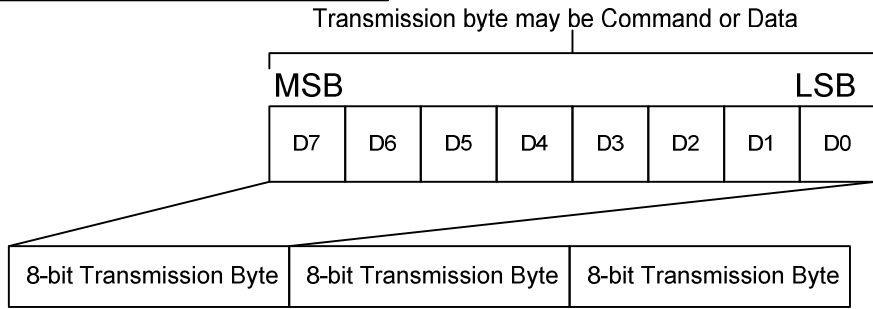 Transmission byte may be Command or Data
MSB LSB
D7 D6 D5 D4 D3 D2 D1 D0
8-bit Transmission Byte 8-bit Transmission Byte 8-bit Transmission Byte